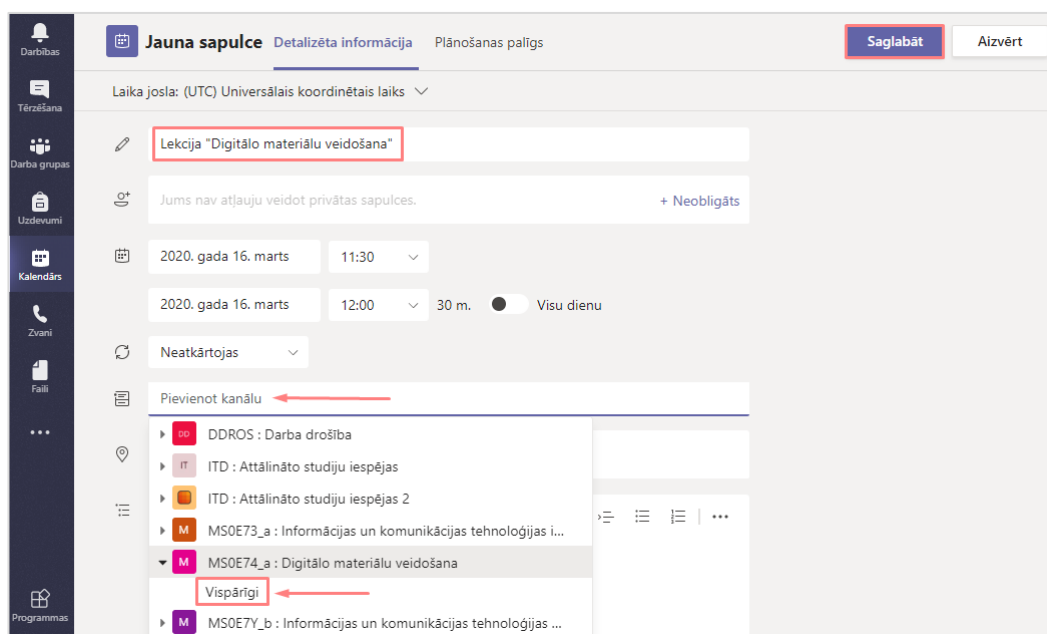 Darbības
Tērzēšana
Darba grupas
Uzdevumi
Kalendārs
Zvani
Faili
Programmas
Jauna sapulce Detalizēta informācija Plānošanas palīgs Saglabāt Aizvērt
Laika josla: (UTC) Universālais koordinētais laiks
Lekcija "Digitālo materiālu veidošana"
Jums nav atļauju veidot privātas sapulces. + Neobligāts
2020. gada 16. marts 11:30
2020. gada 16. marts 12:00 30 m. Visu dienu
Neatkārtojas
Pievienot kanālu
DD DDROS : Darba drošība
IT ITD : Attālināto studiju iespējas
ITD : Attālināto studiju iespējas 2
M MS0E73_a : Informācijas un komunikācijas tehnoloģijas i...
M MS0E74_a : Digitālo materiālu veidošana
Vispārīgi
M MS0E7Y_b : Informācijas un komunikācijas tehnoloģijas ...